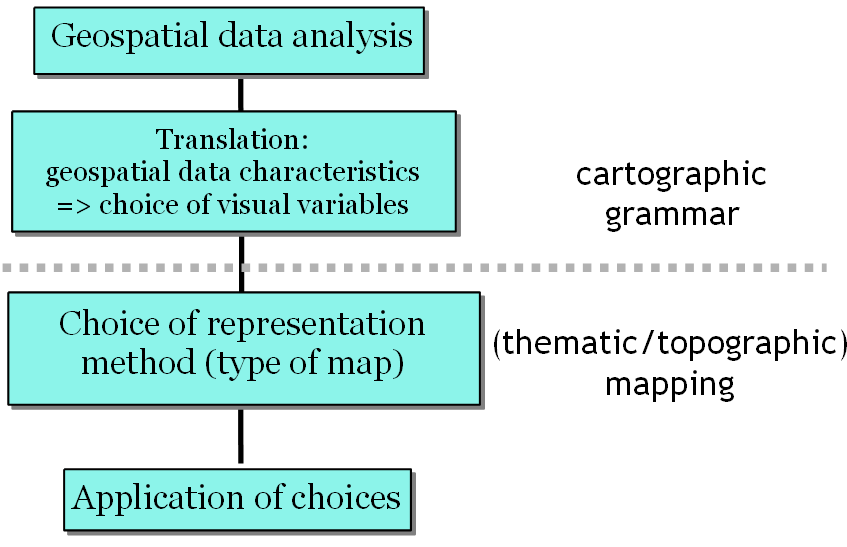 Geospatial data analysis
Translation:
geospatial data characteristics
=> choice of visual variables
cartographic
grammar
Choice of representation
method (type of map)
(thematic/topographic)
mapping
Application of choices